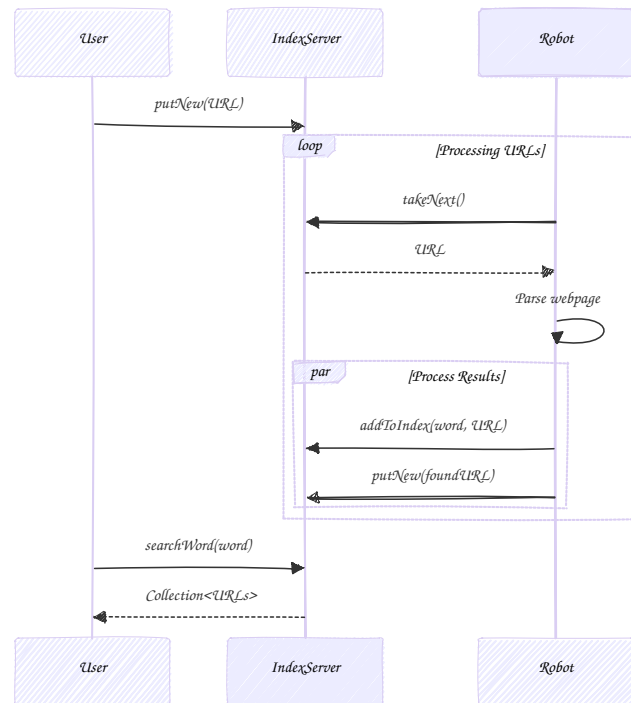 User
IndexServer
Robot
putNew(URL)
loop
[Processing URLs]
takeNext()
URL
Parse webpage
par
[Process Results]
addToIndex(word, URL)
putNew(foundURL)
searchWord(word)
Collection<URLs>
User
IndexServer
Robot